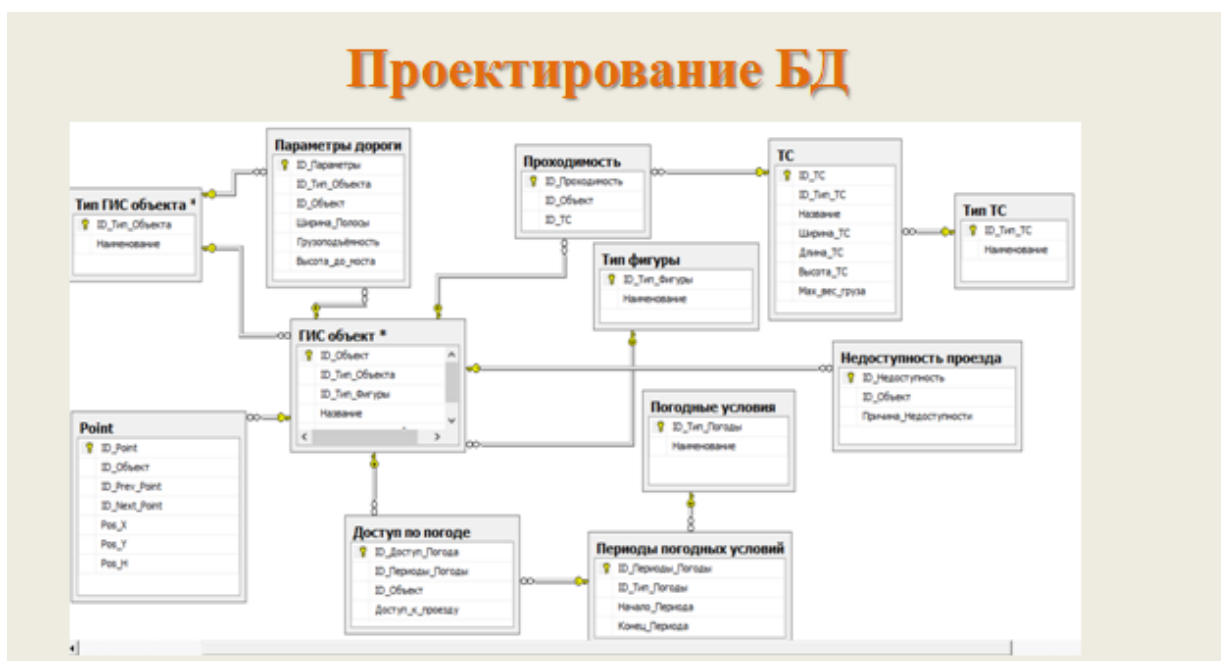 Проектирование БД
Параметры дороги
ID_Параметры
ID_Тип_Объекта
ID_Объект
Ширина_Полосы
Грузоподъёмность
Высота_до_моста
Тип ГИС объекта *
ID_Тип_Объекта
Наименование
Проходимость
ID_Проходимость
ID_Объект
ID_ТС
ТС
ID_ТС
ID_Тип_ТС
Название
Ширина_ТС
Длина_ТС
Высота_ТС
Max_вес_груза
Тип ТС
ID_Тип_ТС
Наименование
Тип фигуры
ID_Тип_Фигуры
Наименование
ГИС объект *
ID_Объект
ID_Тип_Объекта
ID_Тип_Фигуры
Название
Недоступность проезда
ID_Недоступность
ID_Объект
Причина_Недоступности
Погодные условия
ID_Тип_Погоды
Наименование
Point
ID_Point
ID_Объект
ID_Prev_Point
ID_Next_Point
Pos_X
Pos_Y
Pos_H
Доступ по погоде
ID_Доступ_Погода
ID_Периоды_Погоды
ID_Объект
Доступ_к_проезду
Периоды погодных условий
ID_Периоды_Погоды
ID_Тип_Погоды
Начало_Периода
Конец_Периода